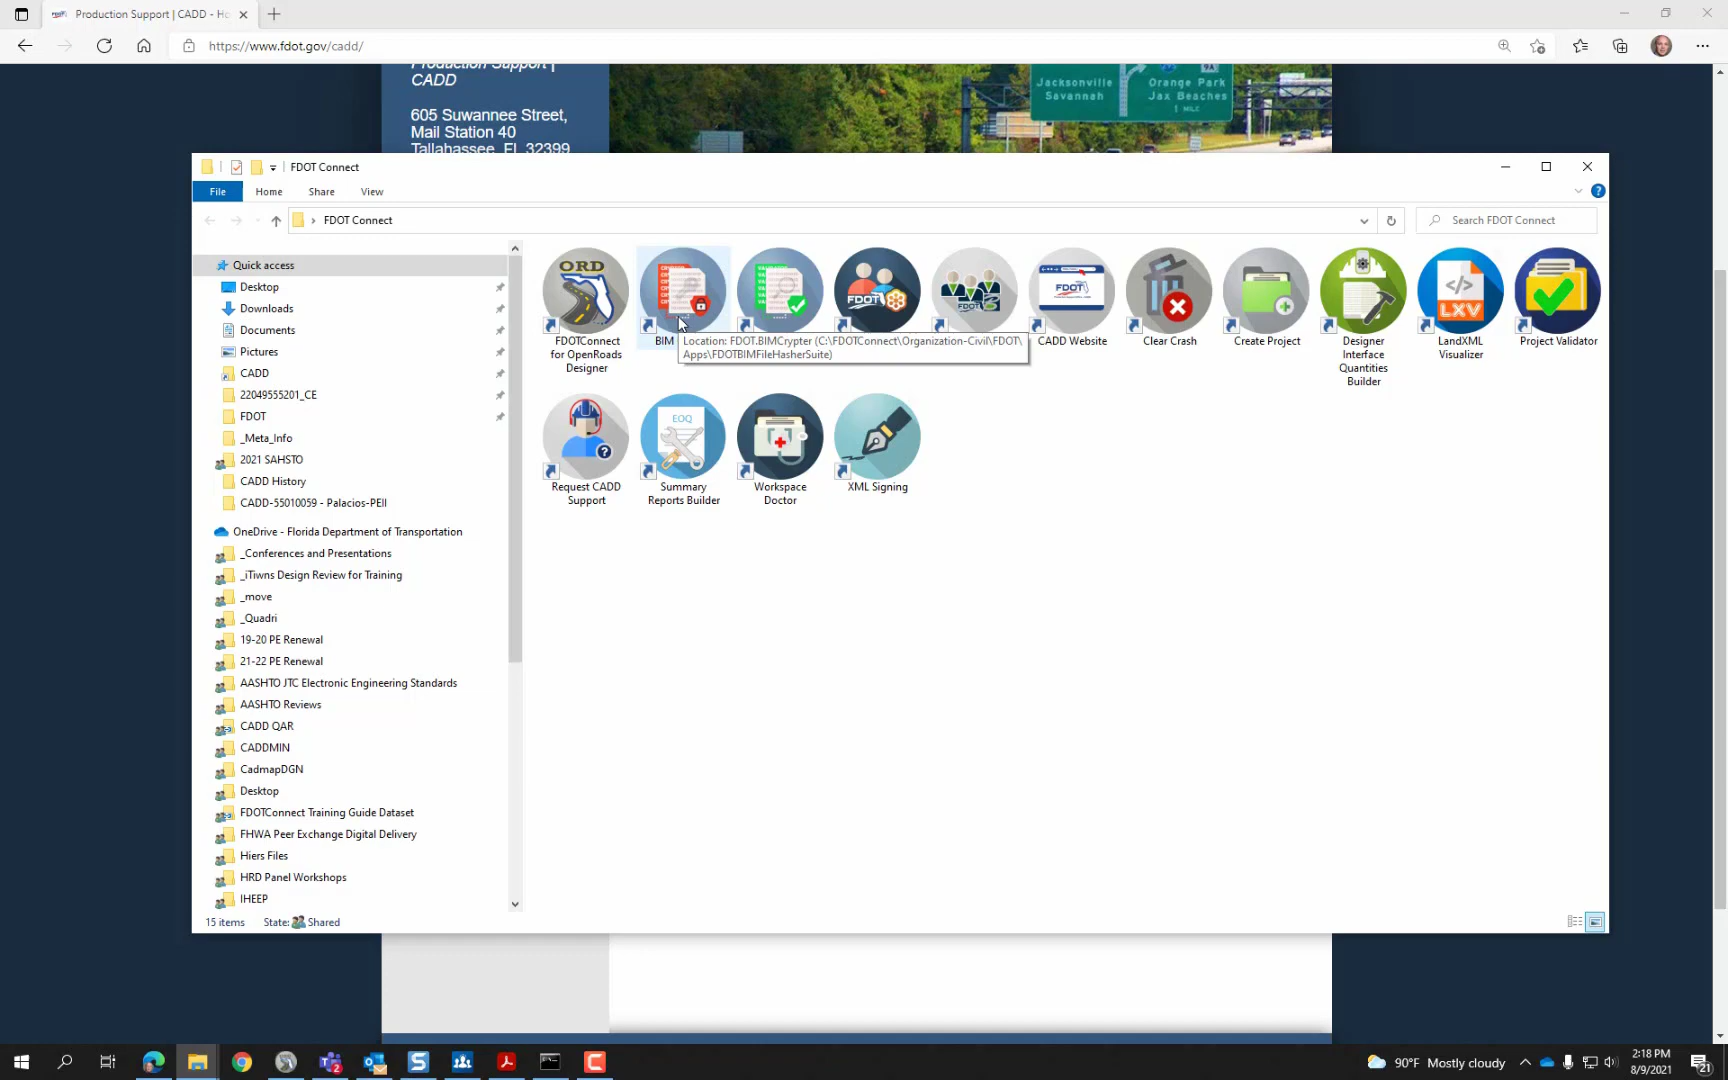 Production Support | CADD - Ho
https://www.fdot.gov/cadd/
Production Support |
CADD
605 Suwannee Street,
Mail Station 40
Tallahassee, FL 32399
Jacksonville
Savannah
Orange Park
Jax Beaches
1 MILE
FDOT Connect
File
Home
Share
View
FDOT Connect
Search FDOT Connect
Quick access
Desktop
Downloads
Documents
Pictures
CADD
22049555201_CE
FDOT
_Meta_Info
2021 SAHSTO
CADD History
CADD-55010059 - Palacios-PEII
OneDrive - Florida Department of Transportation
_Conferences and Presentations
_iTiwns Design Review for Training
_move
_Quadri
19-20 PE Renewal
21-22 PE Renewal
AASHTO JTC Electronic Engineering Standards
AASHTO Reviews
CADD QAR
CADDMIN
CadmapDGN
Desktop
FDOTConnect Training Guide Dataset
FHWA Peer Exchange Digital Delivery
Hiers Files
HRD Panel Workshops
IHEEP
ORD
FDOTConnect
for OpenRoads
Designer
BIM
Location: FDOT.BIMCrypter (C:\FDOTConnect\Organization-Civil\FDOT\
Apps\FDOTBIMFileHasherSuite)
FDOT
FDOT
FDOT
CADD Website
Clear Crash
Create Project
Designer
Interface
Quantities
Builder
</>
LXV
LandXML
Visualizer
Project Validator
Request CADD
Support
EOQ
Summary
Reports Builder
Workspace
Doctor
XML Signing
15 items
State:
Shared
90°F Mostly cloudy
2:18 PM
8/9/2021
21